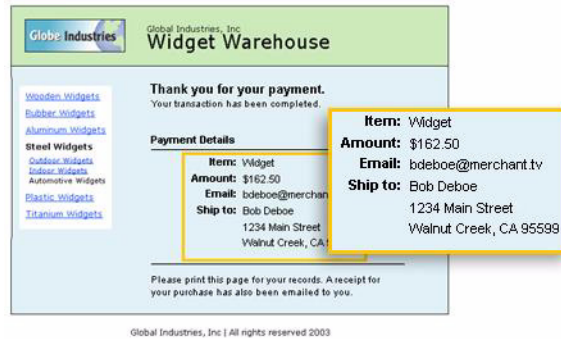 Globe Industries
Global Industries, Inc
Widget Warehouse
Wooden Widgets
Rubber Widgets
Aluminum Widgets
Steel Widgets
Outdoor Widgets
Indoor Widgets
Automotive Widgets
Plastic Widgets
Titanium Widgets
Thank you for your payment.
Your transaction has been completed.
Payment Details
Item: Widget
Amount: $162.50
Email: bdeboe@merchan
Ship to: Bob Deboe
1234 Main Street
Walnut Creek, CA
Please print this page for your records. A receipt for
your purchase has also been emailed to you.
Item: Widget
Amount: $162.50
Email: bdeboe@merchant.tv
Ship to: Bob Deboe
1234 Main Street
Walnut Creek, CA 95599
Global Industries, Inc | All rights reserved 2003